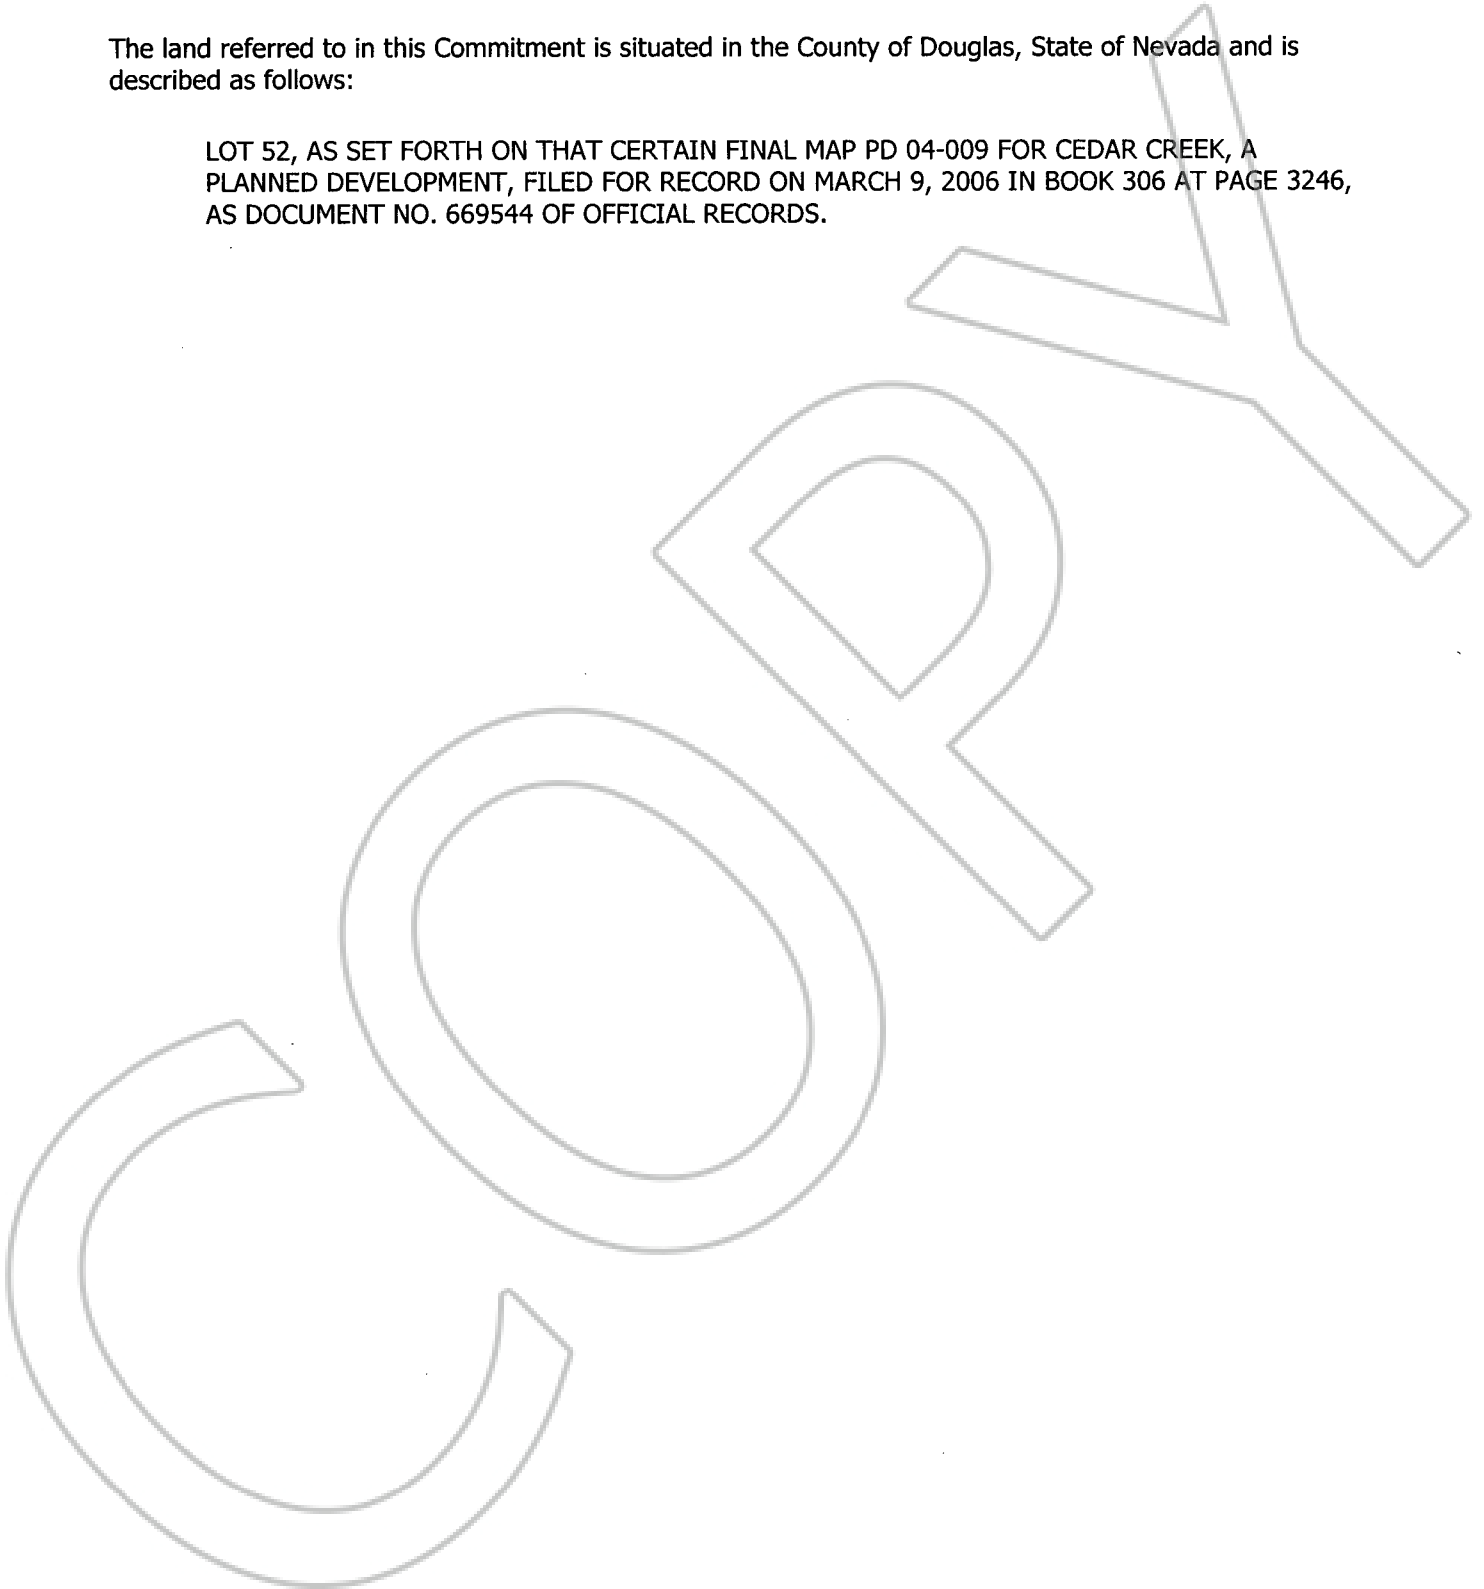 The land referred to in this Commitment is situated in the County of Douglas, State of Nevada and is
described as follows:
LOT 52, AS SET FORTH ON THAT CERTAIN FINAL MAP PD 04-009 FOR CEDAR CREEK, A
PLANNED DEVELOPMENT, FILED FOR RECORD ON MARCH 9, 2006 IN BOOK 306 AT PAGE 3246,
AS DOCUMENT NO. 669544 OF OFFICIAL RECORDS.
COPY